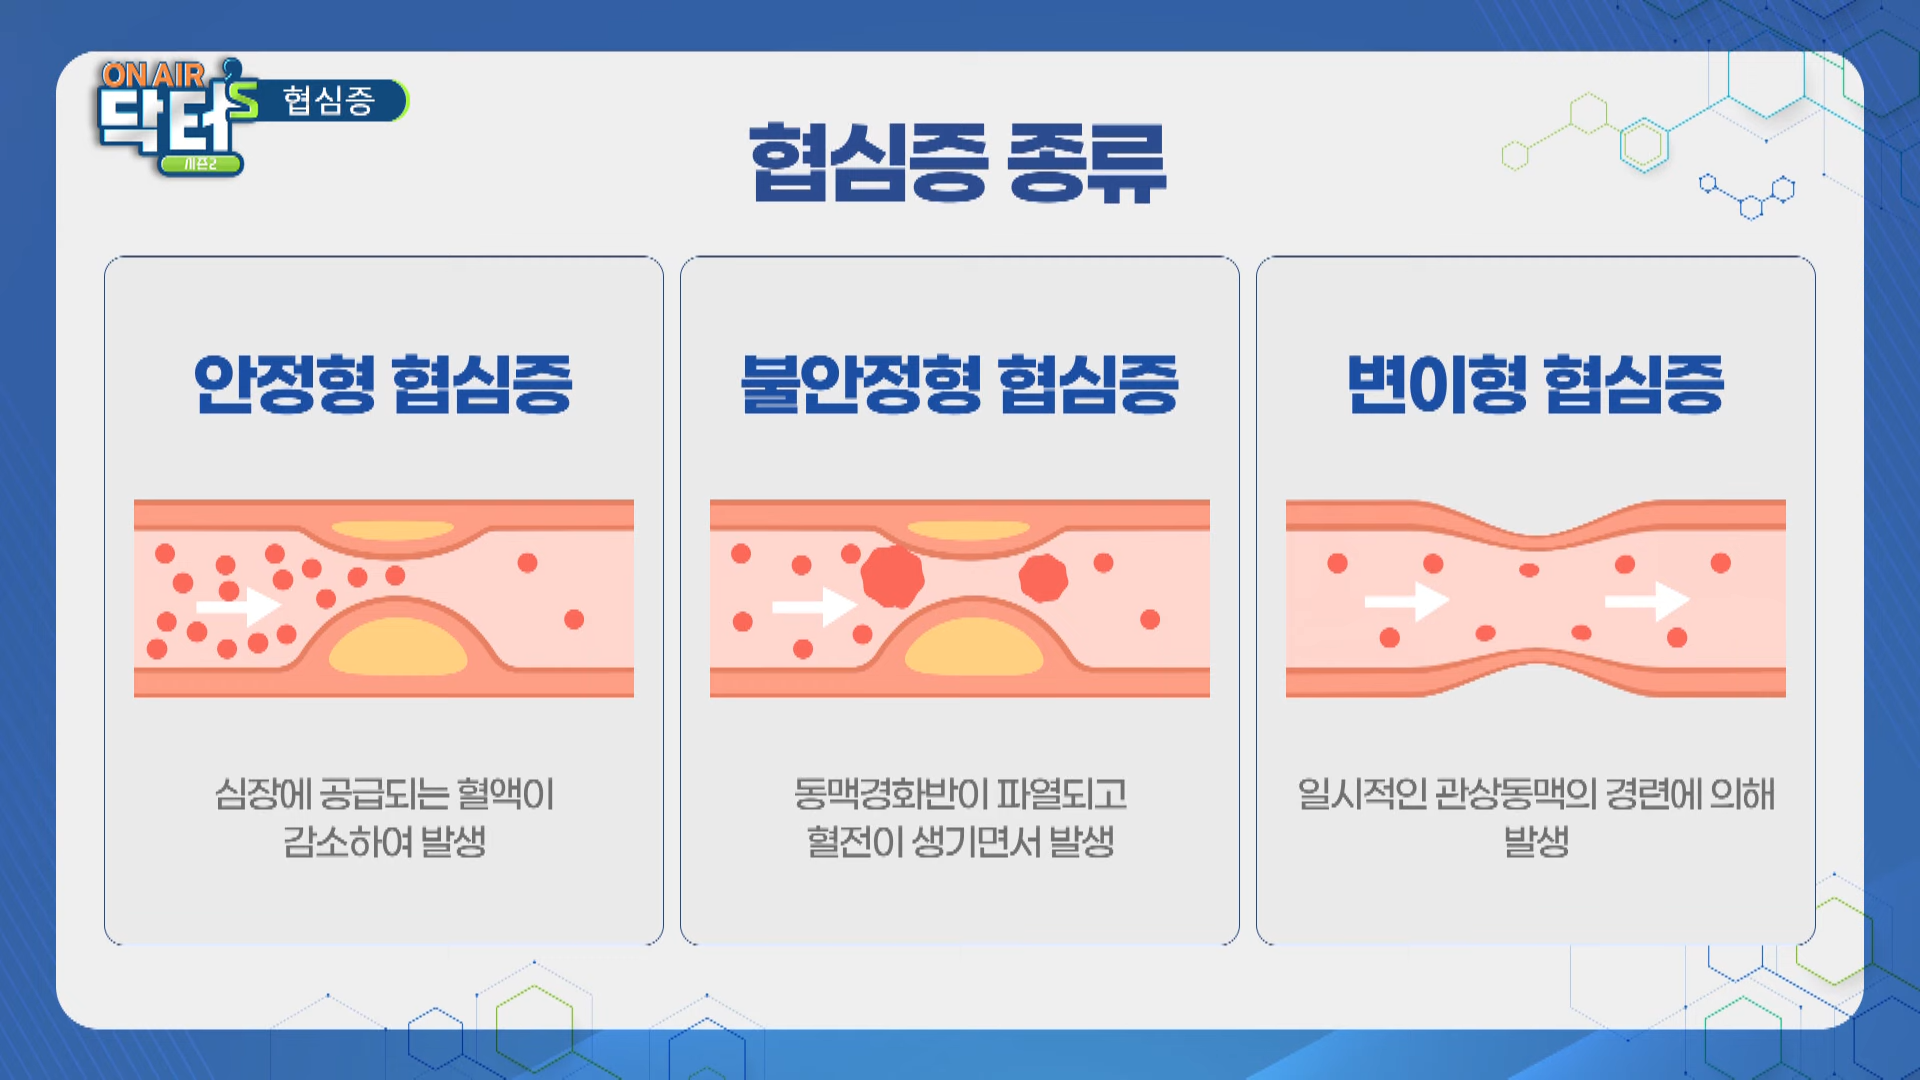 ON AIR
닥터's
시즌2
협심증
협심증 종류
안정형 협심증
심장에 공급되는 혈액이
감소하여 발생
불안정형 협심증
동맥경화반이 파열되고
혈전이 생기면서 발생
변이형 협심증
일시적인 관상동맥의 경련에 의해
발생